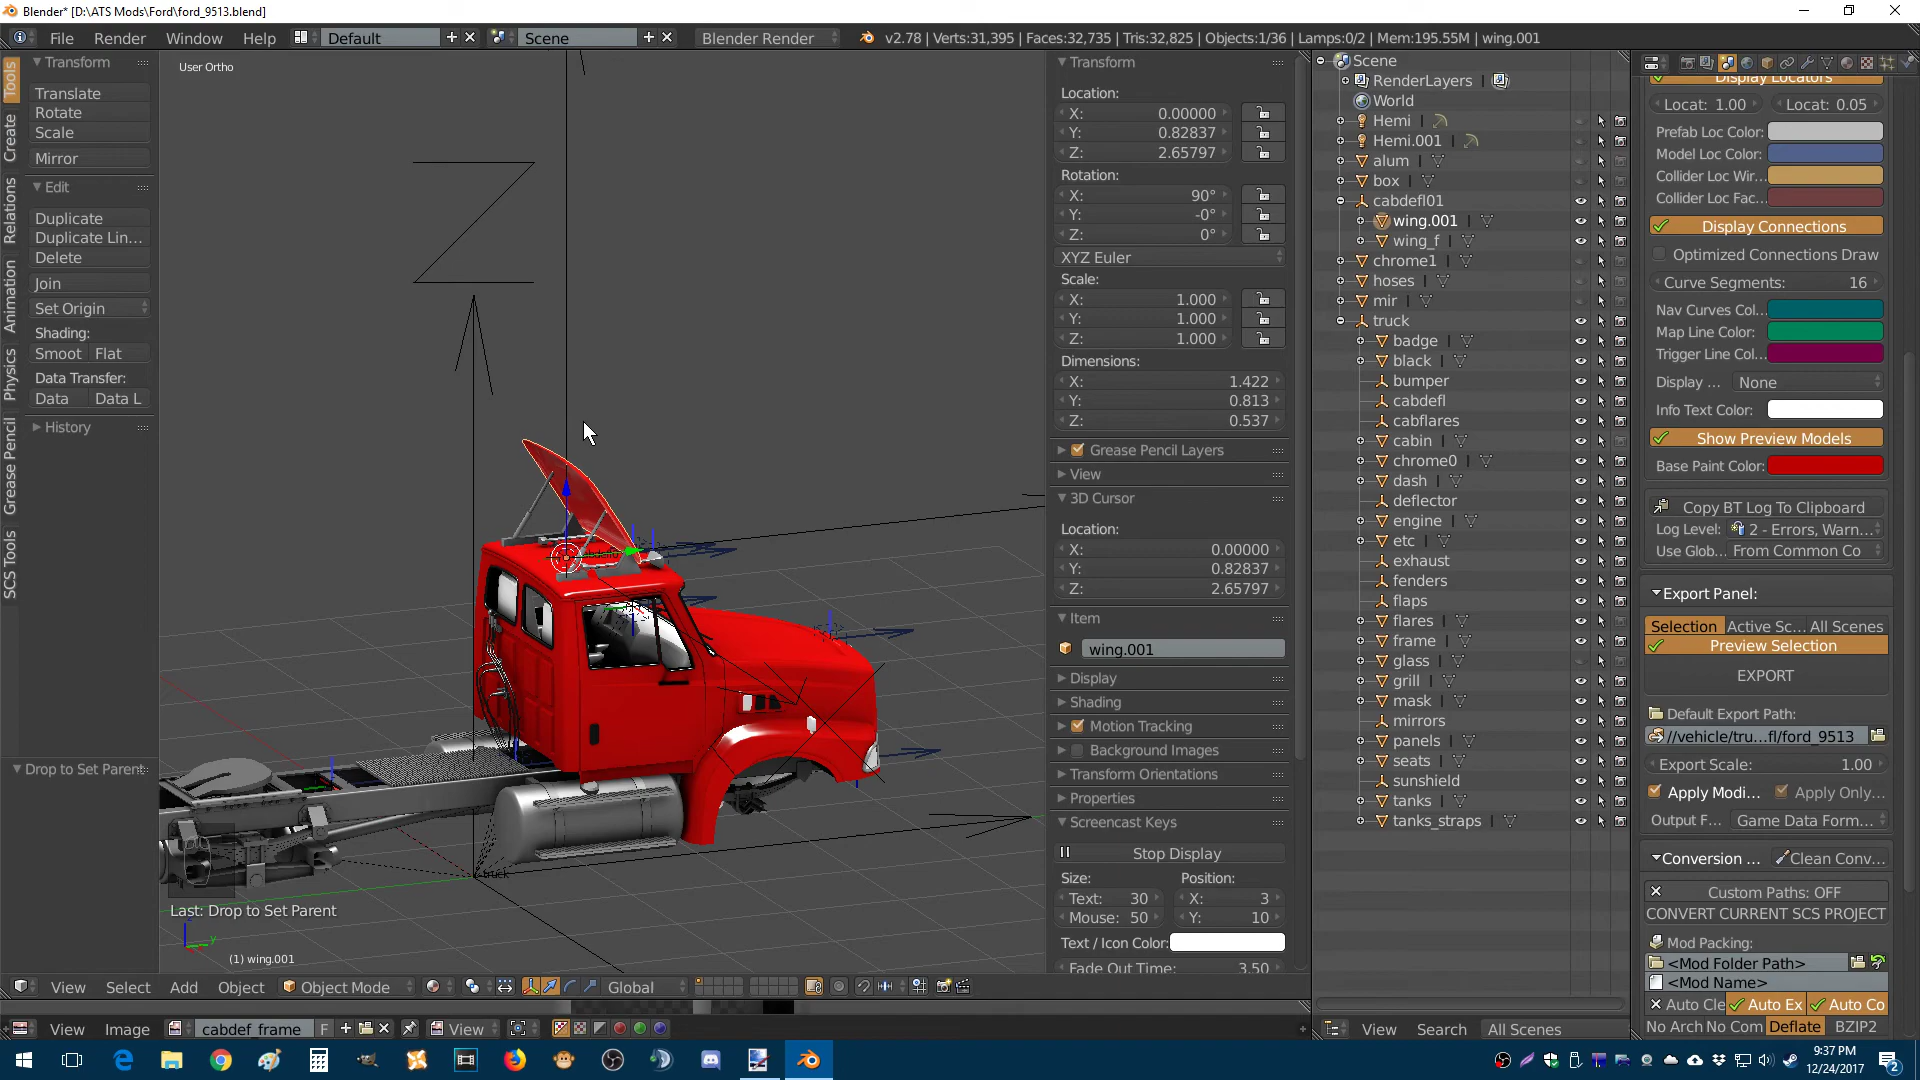 Blender* [D:\ATS Mods\Ford\ford_9513.blend]
File Render Window Help Default Scene Blender Render v2.78 | Verts:31,395 | Faces:32,735 | Tris:32,825 | Objects:1/36 | Lamps:0/2 | Mem:195.55M | wing.001
Tools
Create
Relations
Animation
Physics
Grease Pencil
SCS Tools
Transform
Translate
Rotate
Scale
Mirror
Edit
Duplicate
Duplicate Lin...
Delete
Join
Set Origin
Shading:
Smoot Flat
Data Transfer:
Data Data L
History
Drop to Set Parent
User Ortho
truck
Last: Drop to Set Parent
(1) wing.001
Transform
Location:
X: 0.00000
Y: 0.82837
Z: 2.65797
Rotation:
X: 90°
Y: -0°
Z: 0°
XYZ Euler
Scale:
X: 1.000
Y: 1.000
Z: 1.000
Dimensions:
X: 1.422
Y: 0.813
Z: 0.537
Grease Pencil Layers
View
3D Cursor
Location:
X: 0.00000
Y: 0.82837
Z: 2.65797
Item
wing.001
Display
Shading
Motion Tracking
Background Images
Transform Orientations
Properties
Screencast Keys
Stop Display
Size: Position:
Text: 30 X: 3
Mouse: 50 Y: 10
Text / Icon Color:
Fade Out Time: 3.50
Scene
RenderLayers
World
Hemi
Hemi.001
alum
box
cabdefl01
wing.001
wing_f
chrome1
hoses
mir
truck
badge
black
bumper
cabdefl
cabflares
cabin
chrome0
dash
deflector
engine
etc
exhaust
fenders
flaps
flares
frame
glass
grill
mask
mirrors
panels
seats
sunshield
tanks
tanks_straps
Display Locators
Locat: 1.00 Locat: 0.05
Prefab Loc Color:
Model Loc Color:
Collider Loc Wir...
Collider Loc Fac...
Display Connections
Optimized Connections Draw
Curve Segments: 16
Nav Curves Col...
Map Line Color:
Trigger Line Col...
Display ... None
Info Text Color:
Show Preview Models
Base Paint Color:
Copy BT Log To Clipboard
Log Level: 2 - Errors, Warn...
Use Glob... From Common Co
Export Panel:
Selection Active Sc... All Scenes
Preview Selection
EXPORT
Default Export Path:
//vehicle/tru...fl/ford_9513
Export Scale: 1.00
Apply Modi... Apply Only...
Output F... Game Data Form...
Conversion ... Clean Conv...
Custom Paths: OFF
CONVERT CURRENT SCS PROJECT
Mod Packing:
<Mod Folder Path>
<Mod Name>
Auto Cle Auto Ex Auto Co
No Arch No Com Deflate BZIP2
View Select Add Object Object Mode Global
View Image cabdef_frame F View
View Search All Scenes
9:37 PM
12/24/2017
2